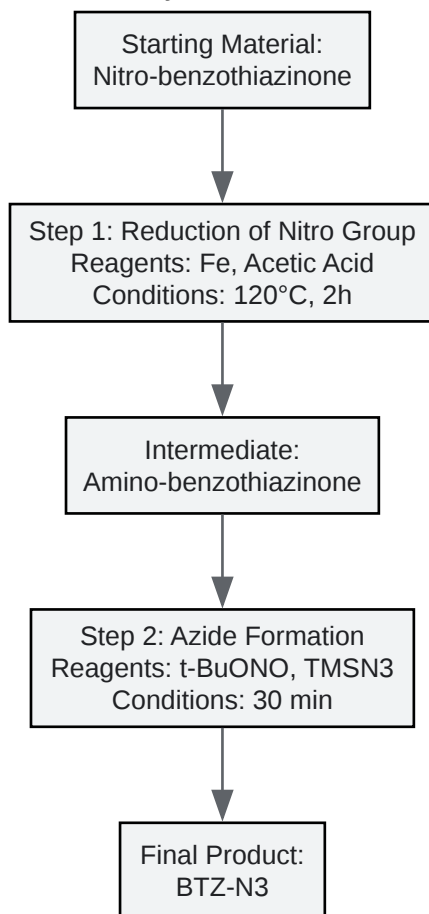 Starting Material:
Nitro-benzothiazinone
Step 1: Reduction of Nitro Group
Reagents: Fe, Acetic Acid
Conditions: 120°C, 2h
Intermediate:
Amino-benzothiazinone
Step 2: Azide Formation
Reagents: t-BuONO, TMSN3
Conditions: 30 min
Final Product:
BTZ-N3